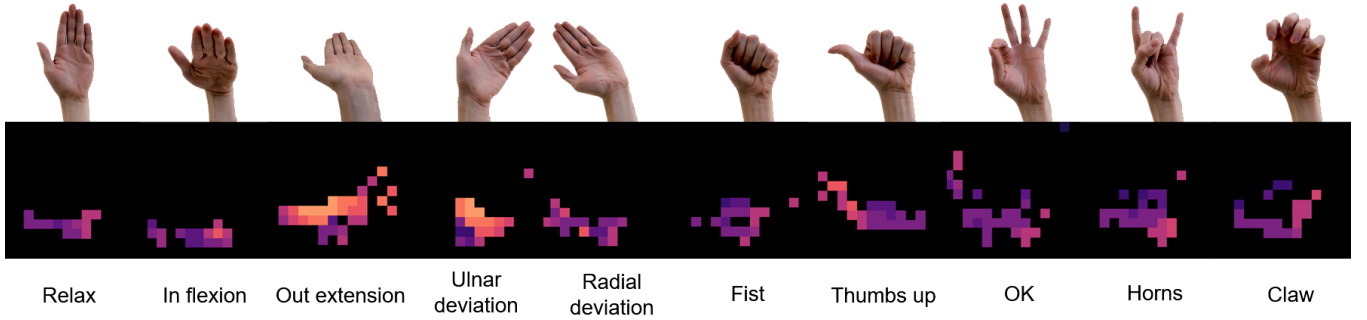 Relax
In flexion
Out extension
Ulnar
deviation
Radial
deviation
Fist
Thumbs up
OK
Horns
Claw